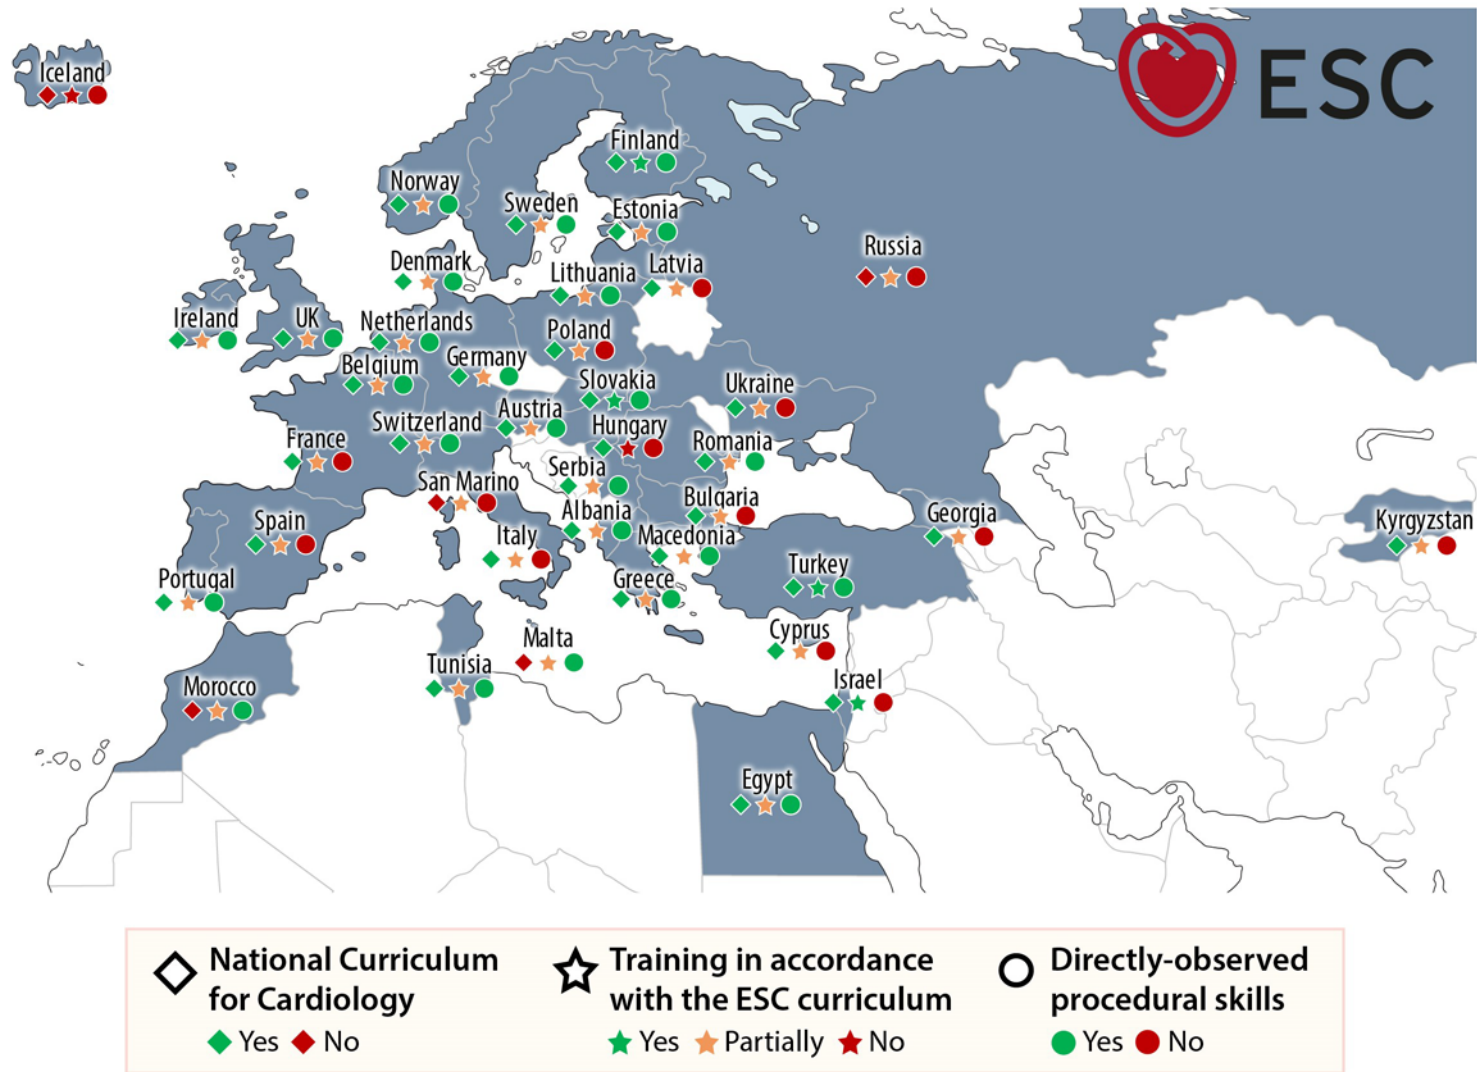 Iceland
ESC
Finland
Norway
Sweden
Estonia
Russia
Denmark
Lithuania
Latvia
Ireland
UK
Netherlands
Poland
Belgium
Germany
Slovakia
Ukraine
Switzerland
Austria
Hungary
France
Romania
Serbia
San Marino
Bulgaria
Albania
Georgia
Kyrgyzstan
Spain
Italy
Macedonia
Turkey
Portugal
Greece
Cyprus
Malta
Tunisia
Israel
Morocco
Egypt
National Curriculum
for Cardiology
Yes No
Training in accordance
with the ESC curriculum
Yes Partially No
Directly-observed
procedural skills
Yes No